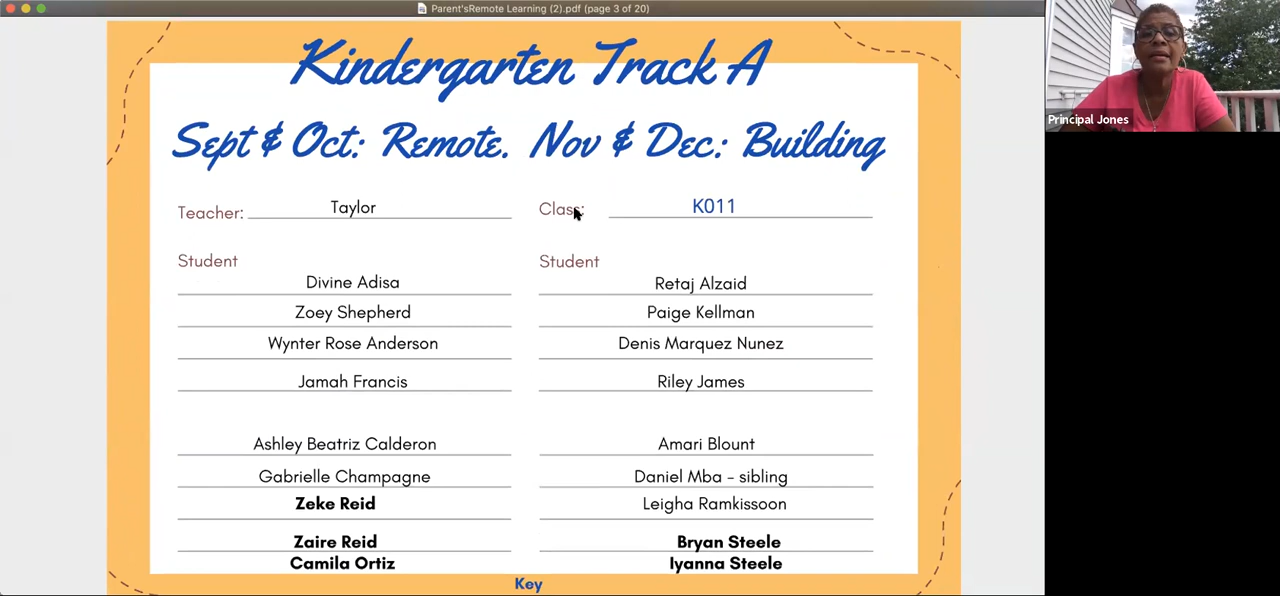 Parent'sRemote Learning (2).pdf (page 3 of 20)
Kindergarten Track A
Sept & Oct: Remote. Nov & Dec: Building
Teacher: Taylor Class: K011
Student Student
Divine Adisa Retaj Alzaid
Zoey Shepherd Paige Kellman
Wynter Rose Anderson Denis Marquez Nunez
Jamah Francis Riley James
Ashley Beatriz Calderon Amari Blount
Gabrielle Champagne Daniel Mba - sibling
Zeke Reid Leigha Ramkissoon
Zaire Reid Bryan Steele
Camila Ortiz Iyanna Steele
Key
Principal Jones